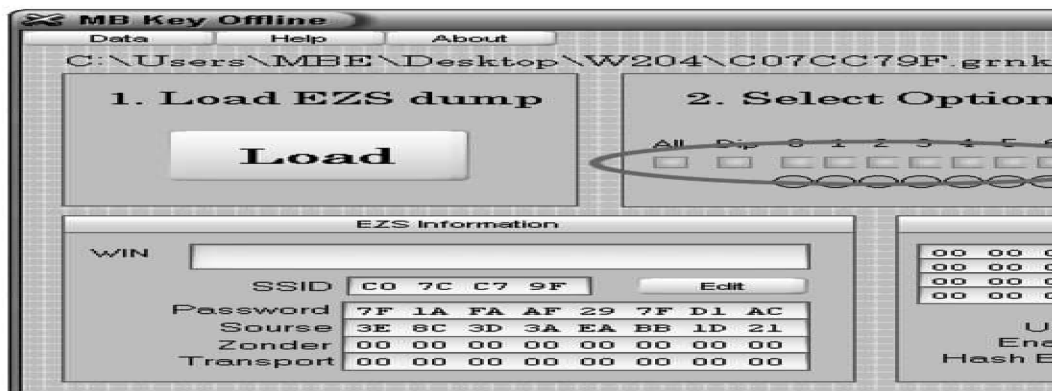 MB Key Offline
Data Help About
C:\Users\MBE\Desktop\W204\C07CC79F.grnk
1. Load EZS dump
Load
2. Select Option
All Dip 0 1 2 3 4 5 6
EZS Information
WIN
SSID C0 7C C7 9F Edit
Password 7F 1A FA AF 29 7F D1 AC
Sourse 3E 8C 3D 3A EA BB 1D 21
Zonder 00 00 00 00 00 00 00 00
Transport 00 00 00 00 00 00 00 00
00 00
00 00
00 00
00 00
U
Ena
Hash E